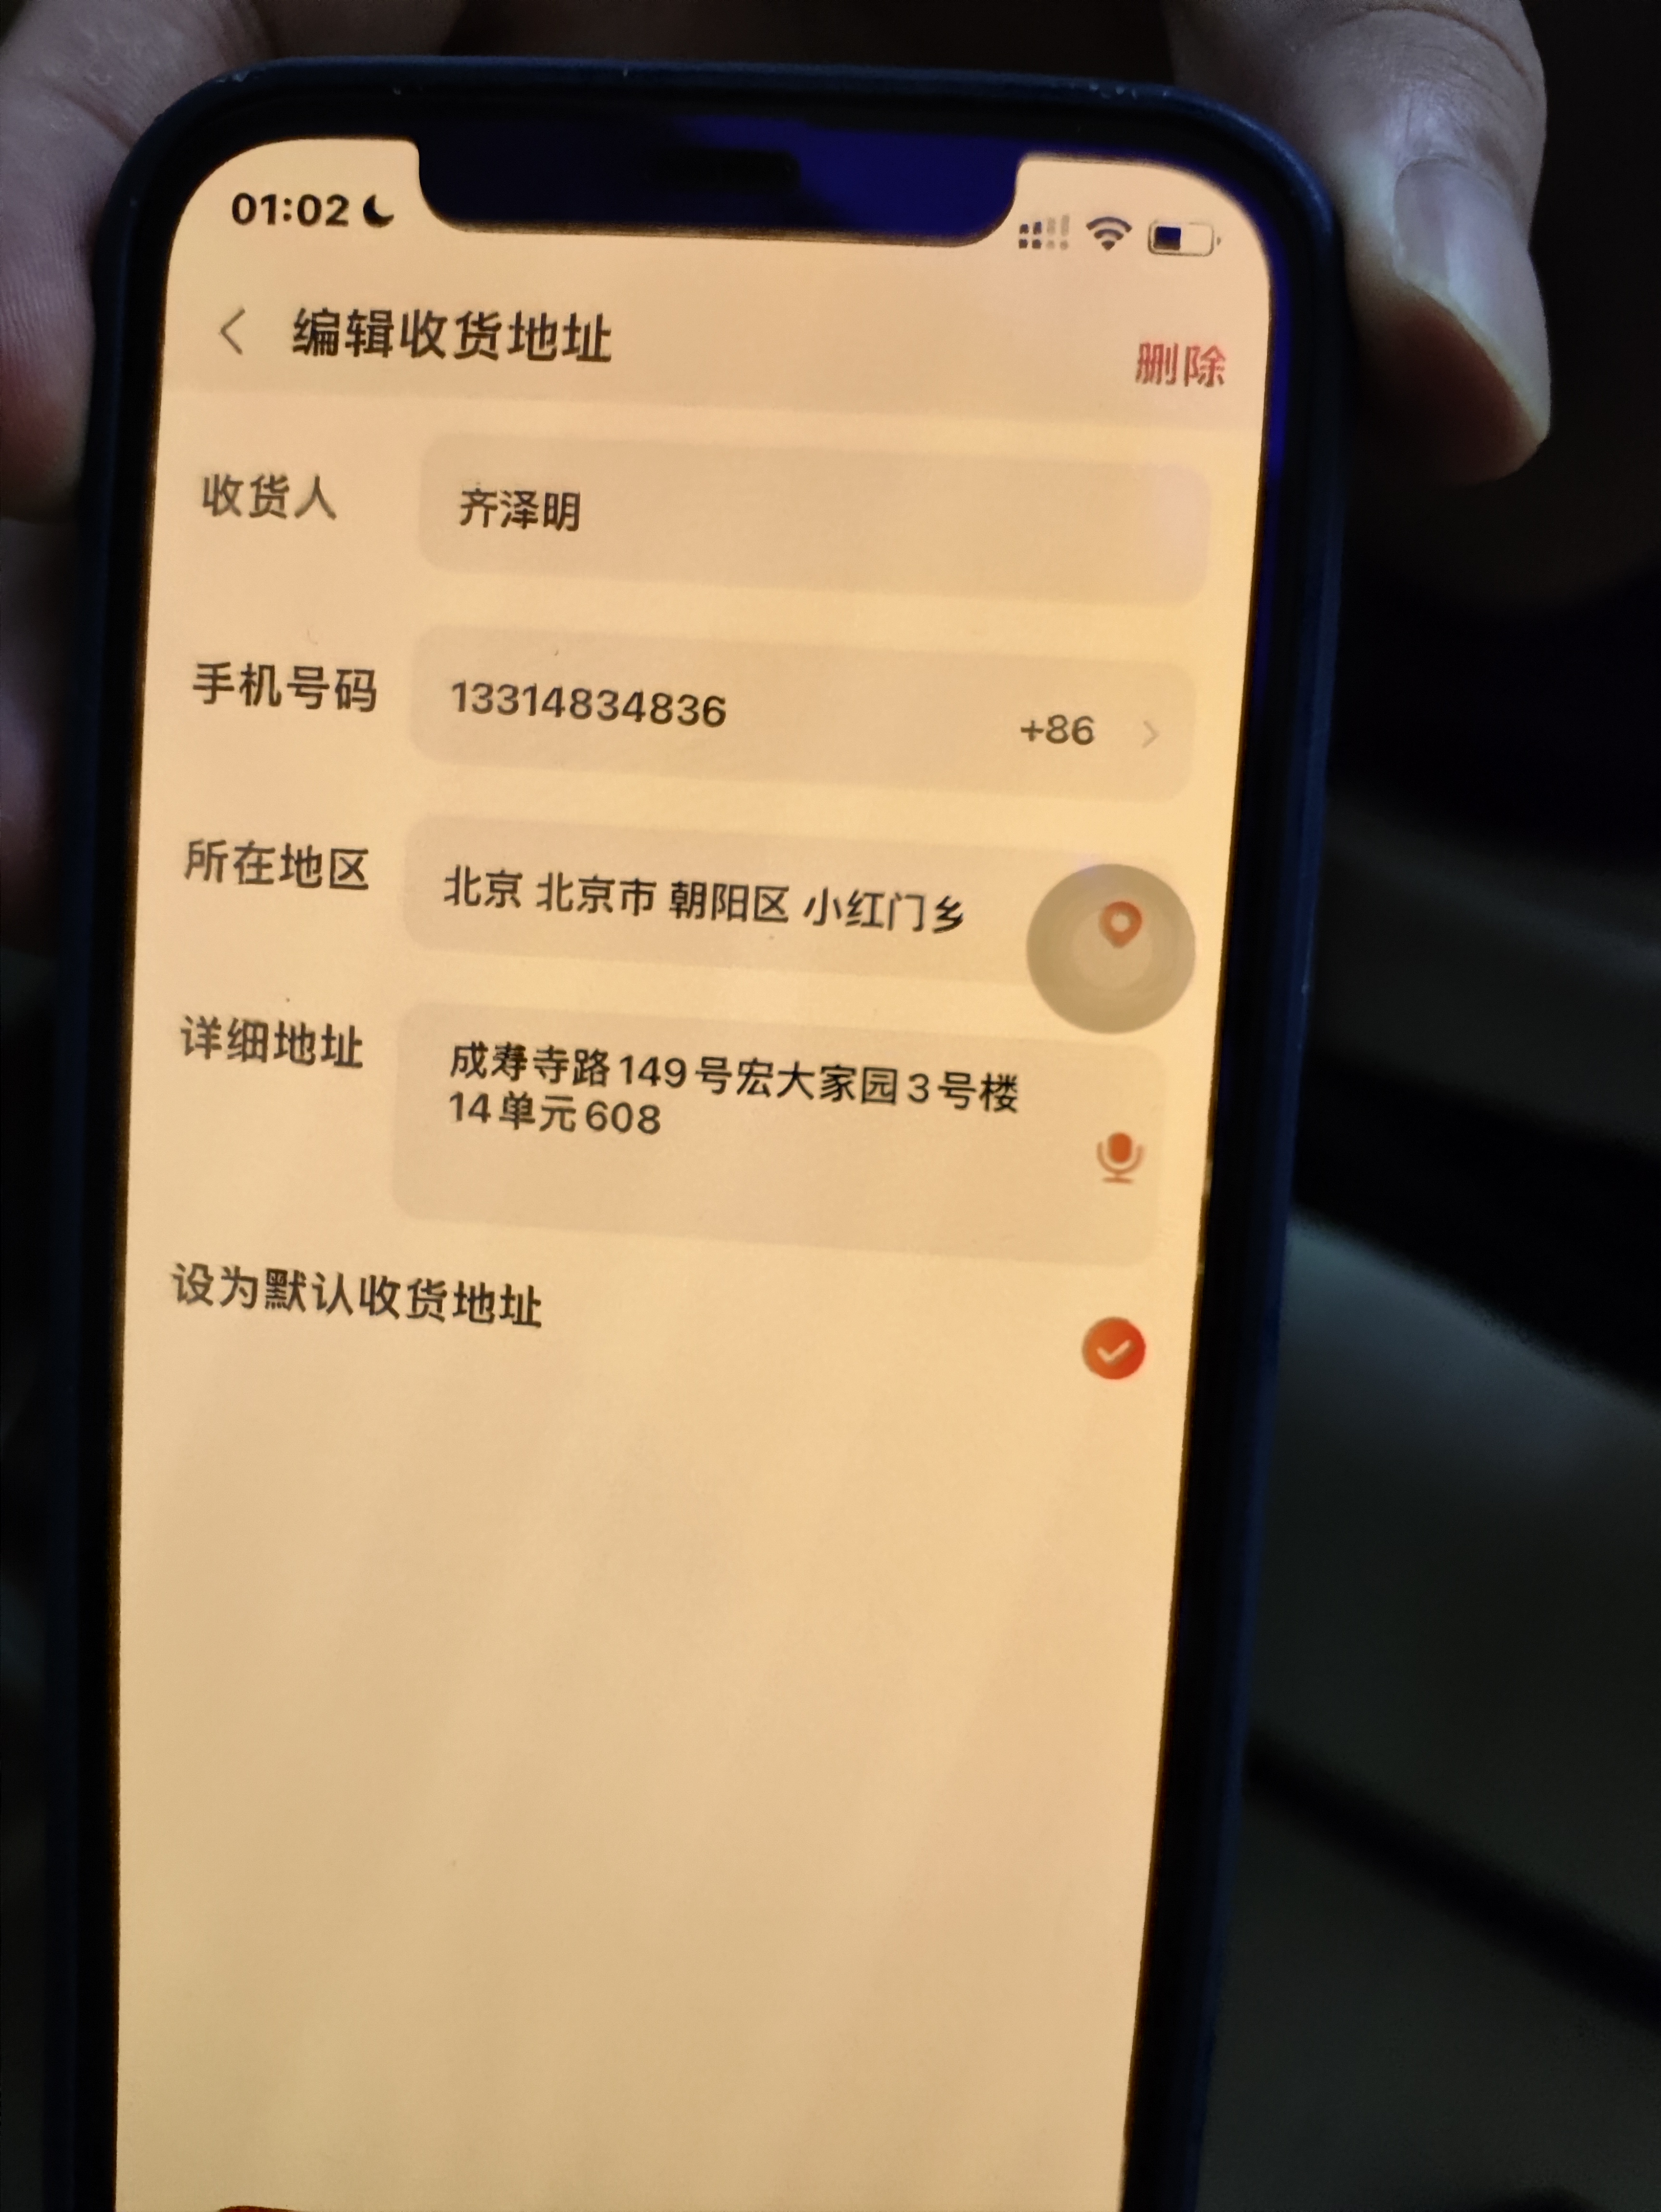 01:02
编辑收货地址
删除
收货人
齐泽明
手机号码
13314834836
+86
所在地区
北京 北京市 朝阳区 小红门乡
详细地址
成寿寺路149号宏大家园3号楼
14单元608
设为默认收货地址